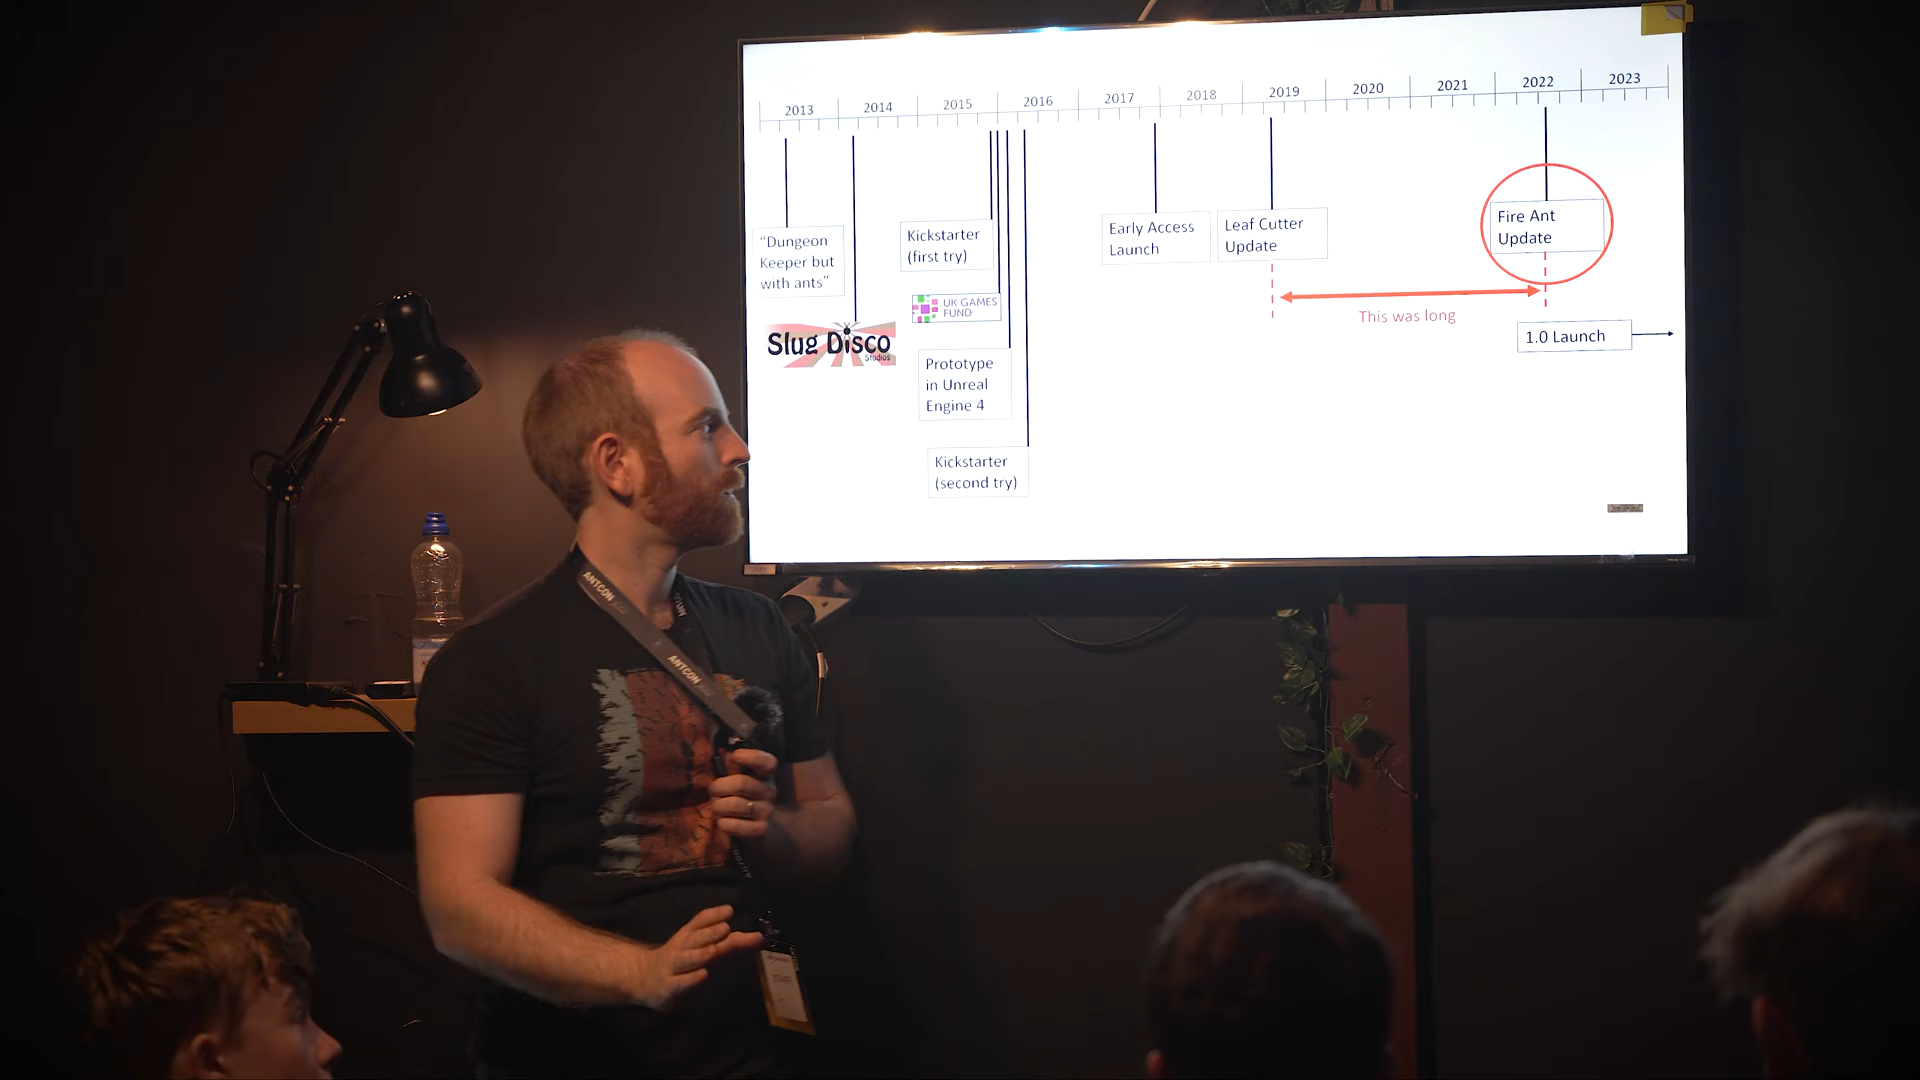 2013 2014 2015 2016 2017 2018 2019 2020 2021 2022 2023
"Dungeon
Keeper but
with ants"
Slug Disco
Studios
Kickstarter
(first try)
UK GAMES
FUND
Prototype
in Unreal
Engine 4
Kickstarter
(second try)
Early Access
Launch
Leaf Cutter
Update
This was long
Fire Ant
Update
1.0 Launch
ANTCON
ANTCON